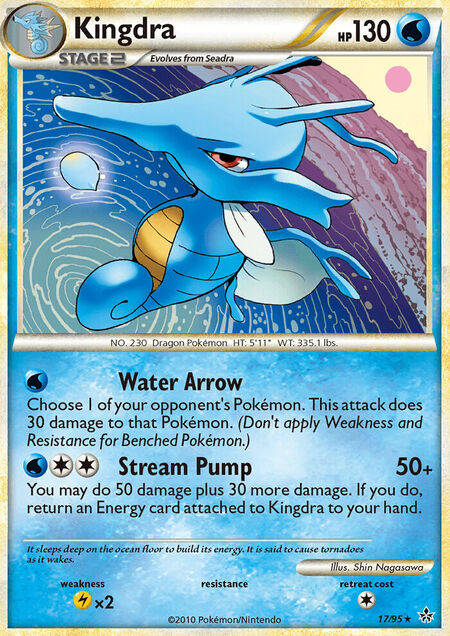 Kingdra
HP130
STAGE 2
Evolves from Seadra
NO. 230 Dragon Pokémon HT: 5'11" WT: 335.1 lbs.
Water Arrow
Choose 1 of your opponent's Pokémon. This attack does
30 damage to that Pokémon. (Don't apply Weakness and
Resistance for Benched Pokémon.)
Stream Pump 50+
You may do 50 damage plus 30 more damage. If you do,
return an Energy card attached to Kingdra to your hand.
It sleeps deep on the ocean floor to build its energy. It is said to cause tornadoes
as it wakes.
Illus. Shin Nagasawa
weakness resistance retreat cost
×2
17/95 ★
©2010 Pokémon/Nintendo